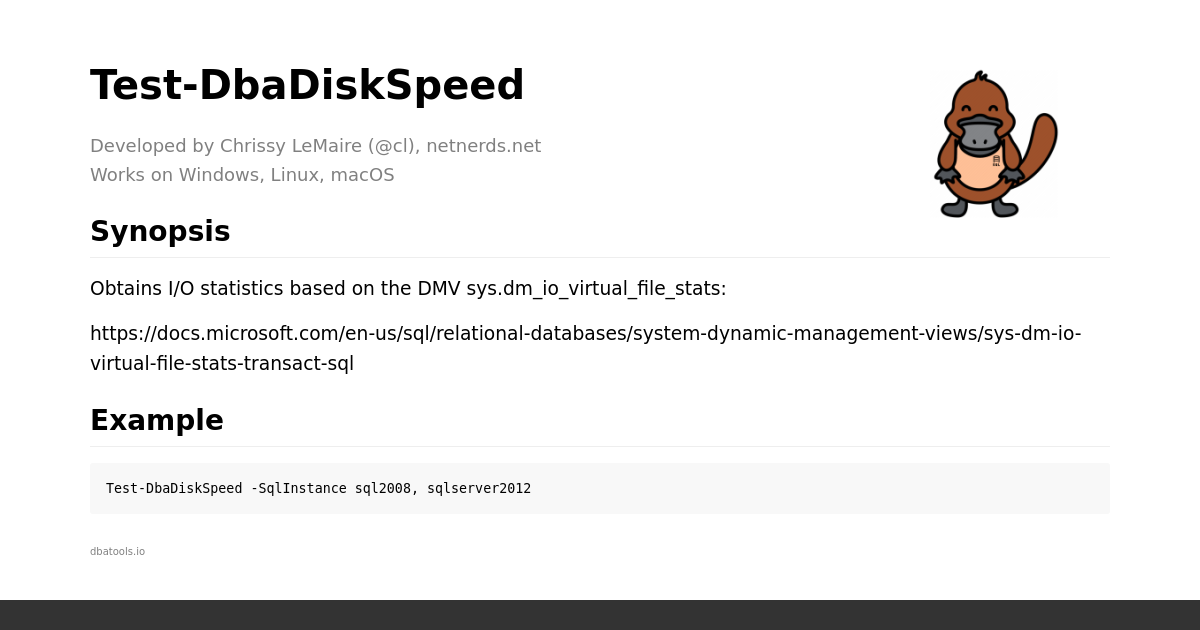 Test-DbaDiskSpeed
Developed by Chrissy LeMaire (@cl), netnerds.net
Works on Windows, Linux, macOS
Synopsis
Obtains I/O statistics based on the DMV sys.dm_io_virtual_file_stats:
https://docs.microsoft.com/en-us/sql/relational-databases/system-dynamic-management-views/sys-dm-io-
virtual-file-stats-transact-sql
Example
Test-DbaDiskSpeed -SqlInstance sql2008, sqlserver2012
dbatools.io